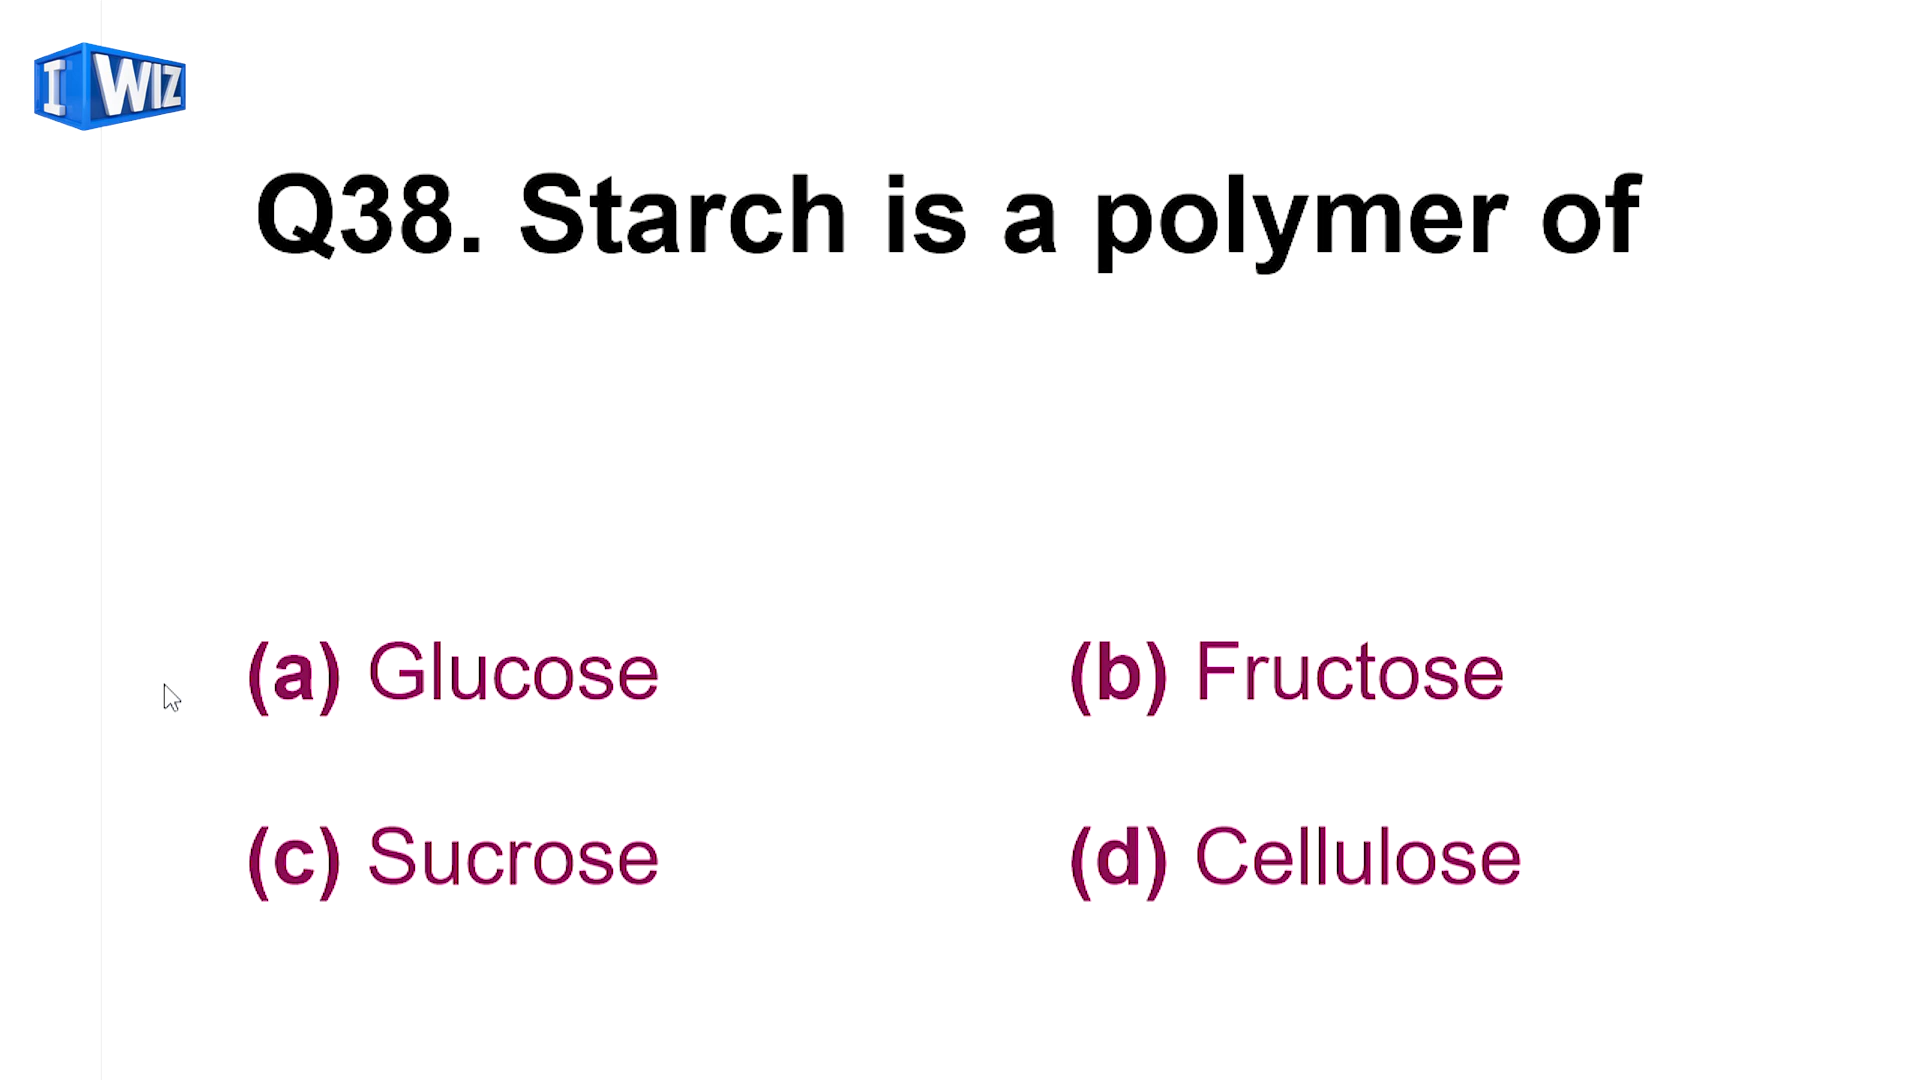 I WIZ
Q38. Starch is a polymer of
(a) Glucose
(b) Fructose
(c) Sucrose
(d) Cellulose